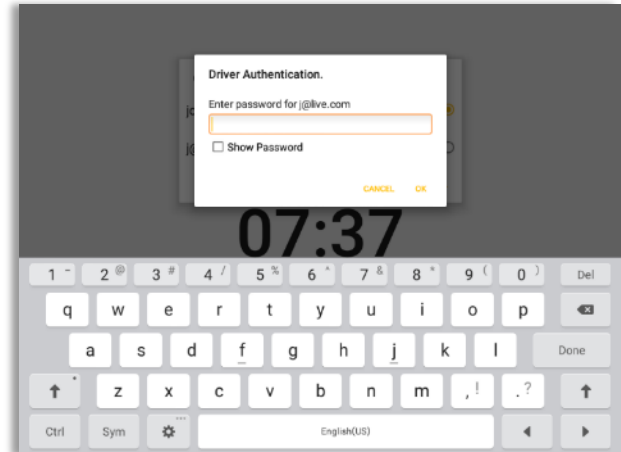 Driver Authentication.
Enter password for j@live.com
Show Password
CANCEL OK
07:37
1 - 2 @ 3 # 4 / 5 % 6 ^ 7 & 8 * 9 ( 0 ) Del
q w e r t y u i o p
a s d f g h j k l Done
z x c v b n m , ! . ?
Ctrl Sym English(US)